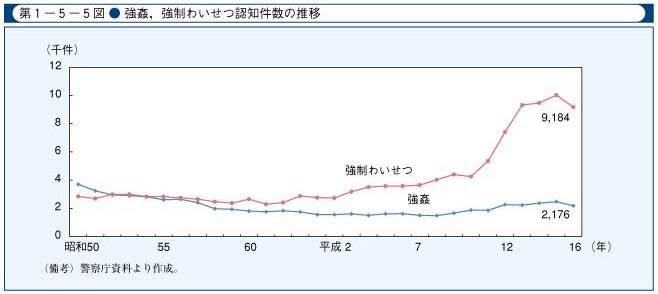 第１−５−５図●強姦，強制わいせつ認知件数の推移
（千件）
12
10
8
6
4
2
0
9,184
強制わいせつ
強姦
2,176
昭和50 55 60 平成2 7 12 16（年）
（備考）警察庁資料より作成。